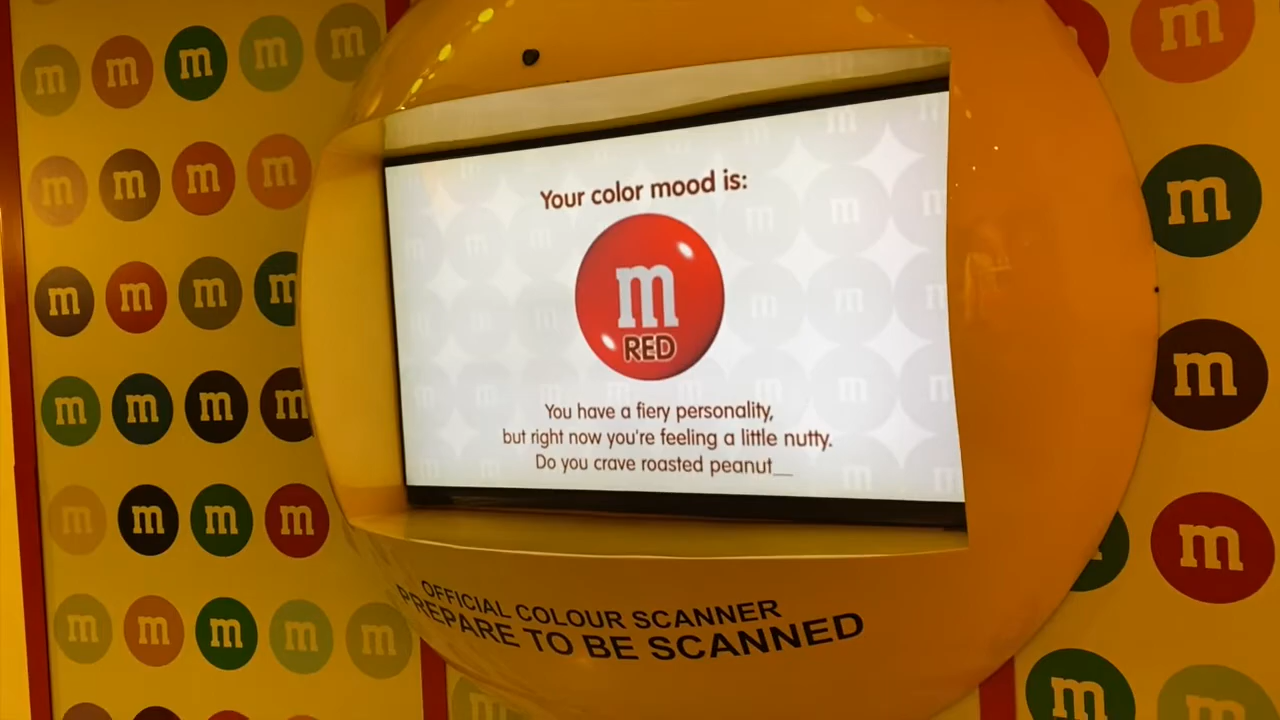 Your color mood is:
m
RED
You have a fiery personality,
but right now you're feeling a little nutty.
Do you crave roasted peanut__
OFFICIAL COLOUR SCANNER
PREPARE TO BE SCANNED